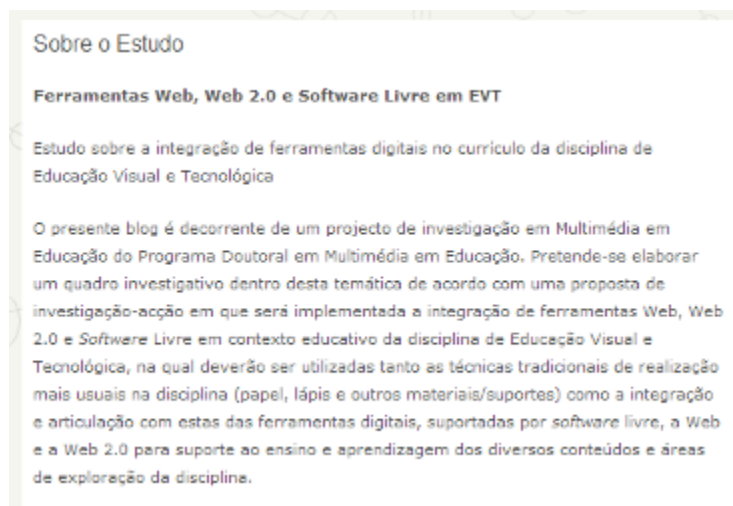 Sobre o Estudo
Ferramentas Web, Web 2.0 e Software Livre em EVT
Estudo sobre a integração de ferramentas digitais no currículo da disciplina de
Educação Visual e Tecnológica
O presente blog é decorrente de um projecto de investigação em Multimédia em
Educação do Programa Doutoral em Multimédia em Educação. Pretende-se elaborar
um quadro investigativo dentro desta temática de acordo com uma proposta de
investigação-acção em que será implementada a integração de ferramentas Web, Web
2.0 e Software Livre em contexto educativo da disciplina de Educação Visual e
Tecnológica, na qual deverão ser utilizadas tanto as técnicas tradicionais de realização
mais usuais na disciplina (papel, lápis e outros materiais/suportes) como a integração
e articulação com estas das ferramentas digitais, suportadas por software livre, a Web
e a Web 2.0 para suporte ao ensino e aprendizagem dos diversos conteúdos e áreas
de exploração da disciplina.